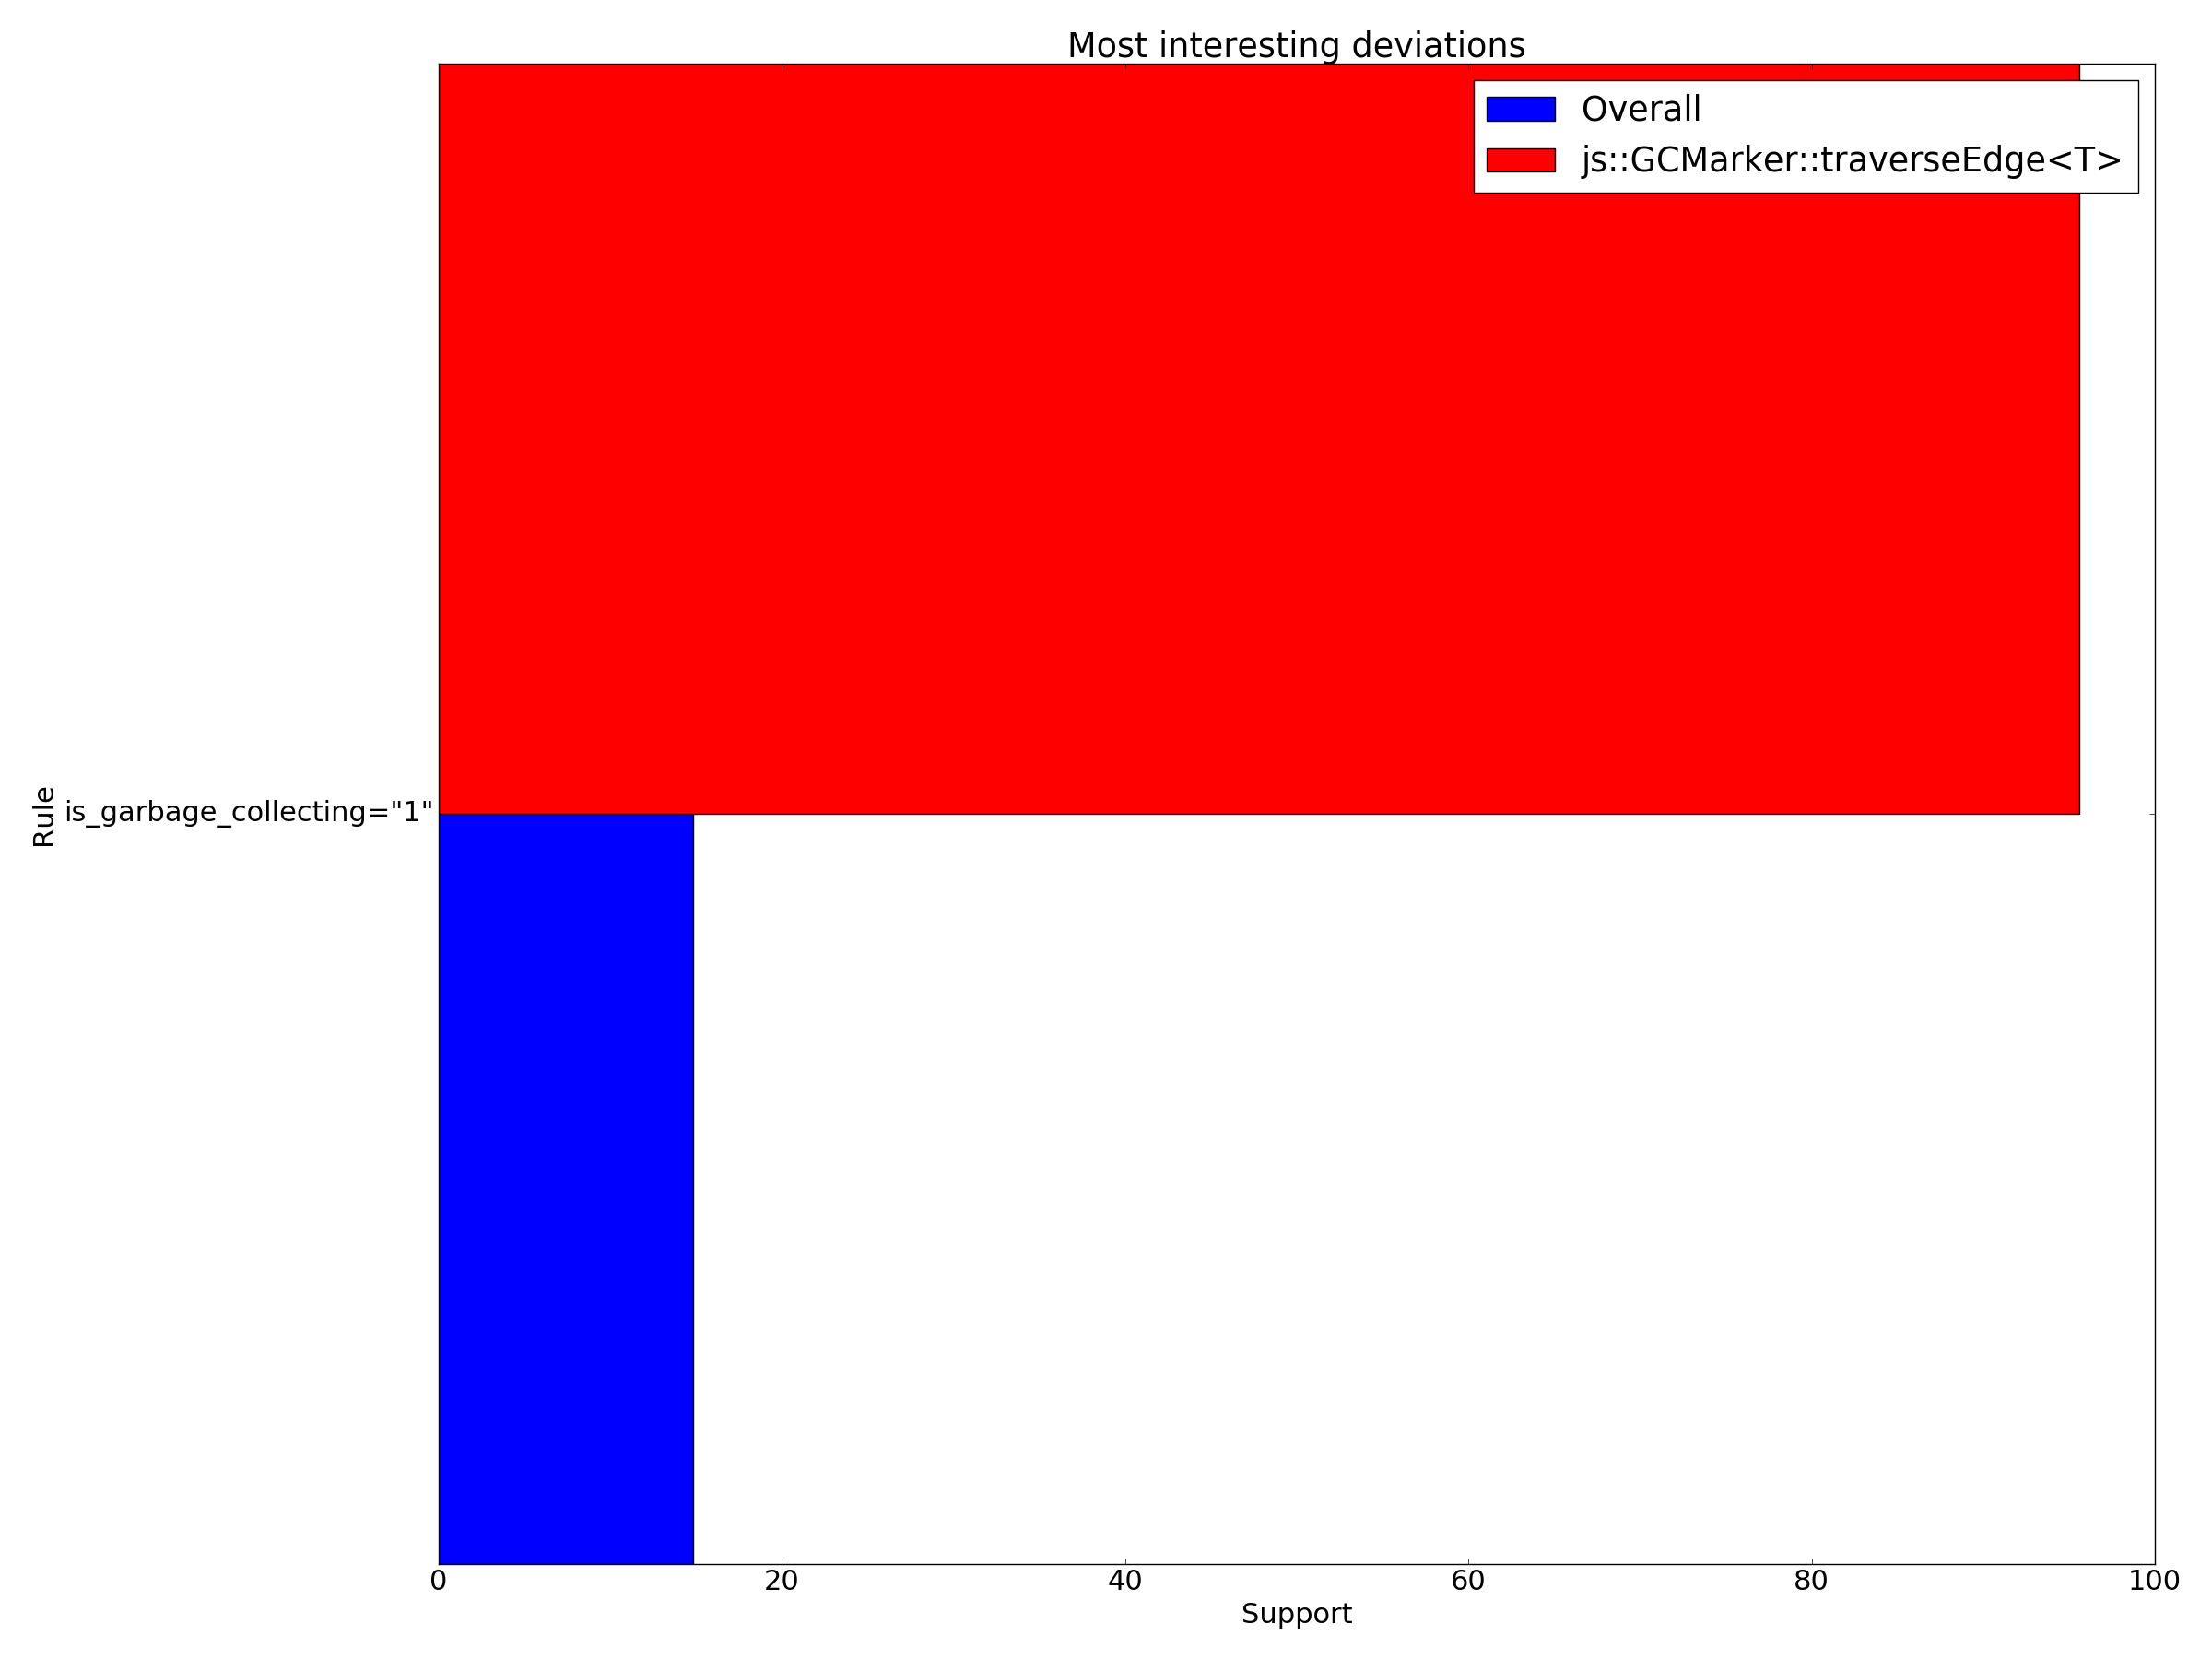 Most interesting deviations
Overall
js::GCMarker::traverseEdge<T>
Rule
is_garbage_collecting="1"
0 20 40 60 80 100
Support